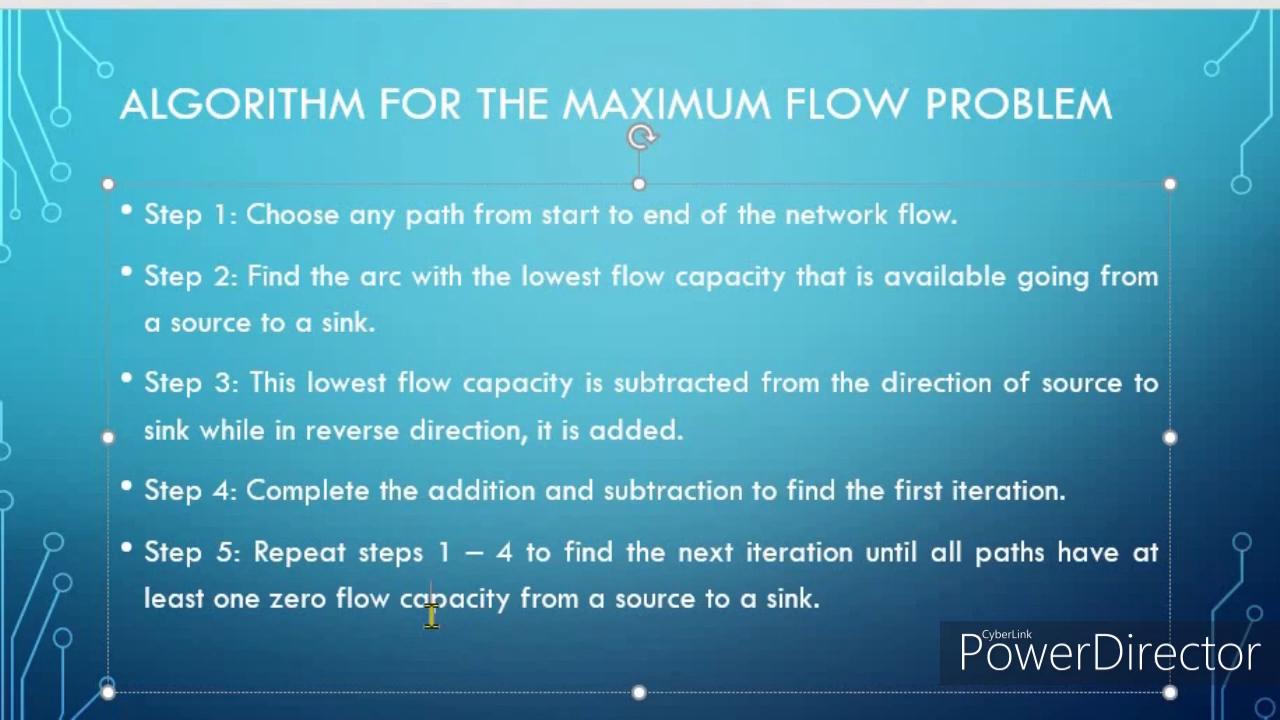 ALGORITHM FOR THE MAXIMUM FLOW PROBLEM
• Step 1: Choose any path from start to end of the network flow.
• Step 2: Find the arc with the lowest flow capacity that is available going from
a source to a sink.
• Step 3: This lowest flow capacity is subtracted from the direction of source to
sink while in reverse direction, it is added.
• Step 4: Complete the addition and subtraction to find the first iteration.
• Step 5: Repeat steps 1 – 4 to find the next iteration until all paths have at
least one zero flow capacity from a source to a sink.
CyberLink
PowerDirector